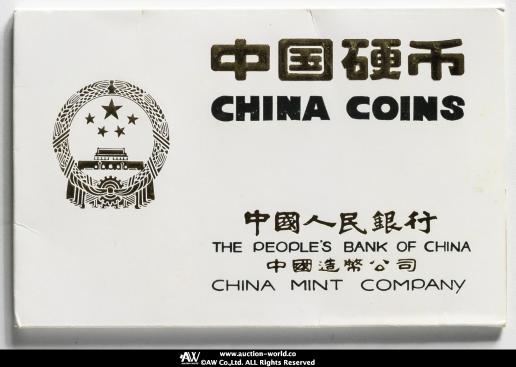 中国硬币
CHINA COINS
中國人民銀行
THE PEOPLE'S BANK OF CHINA
中國造幣公司
CHINA MINT COMPANY
AW
www.auction-world.co
©AW Co.,Ltd. ALL Rights Reserved